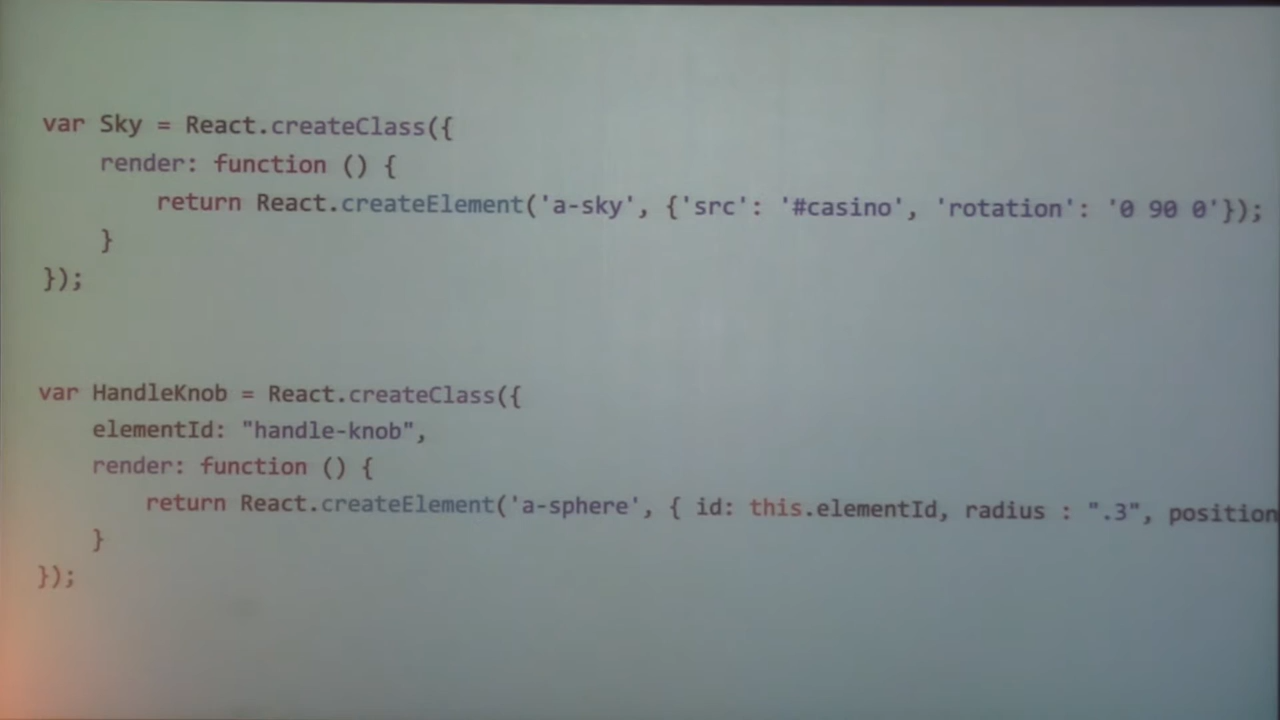 var Sky = React.createClass({
    render: function () {
        return React.createElement('a-sky', {'src': '#casino', 'rotation': '0 90 0'});
    }
});
var HandleKnob = React.createClass({
    elementId: "handle-knob",
    render: function () {
        return React.createElement('a-sphere', { id: this.elementId, radius : ".3", position
    }
});